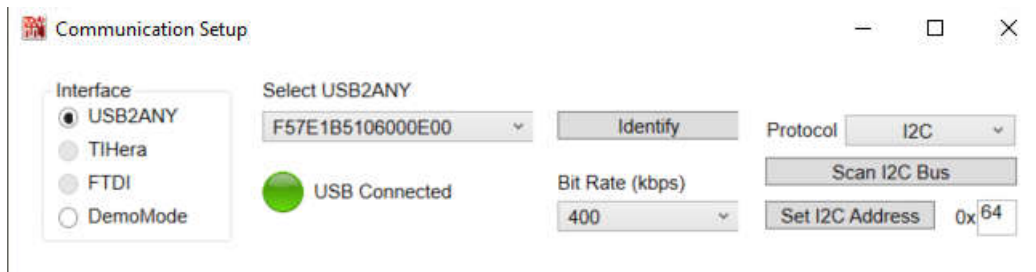 Communication Setup
Interface
USB2ANY
TIHera
FTDI
DemoMode
Select USB2ANY
F57E1B5106000E00
USB Connected
Identify
Bit Rate (kbps)
400
Protocol I2C
Scan I2C Bus
Set I2C Address 0x 64